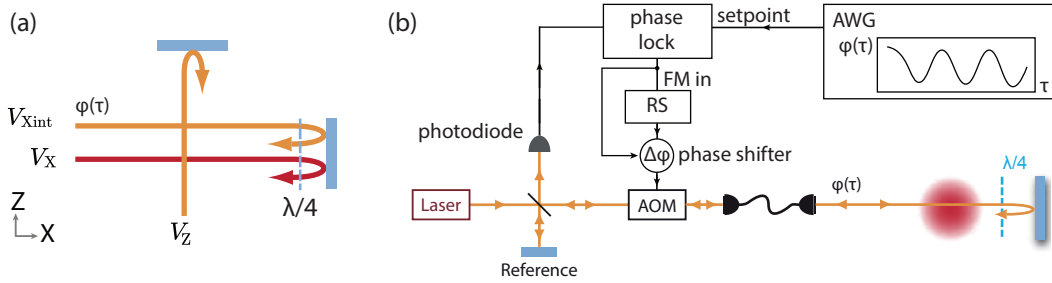 (a)
φ(τ)
V_Xint
V_X
λ/4
Z
X
V_Z
(b)
phase
lock
setpoint
AWG
φ(τ)
τ
FM in
RS
photodiode
Δφ
phase shifter
Laser
AOM
φ(τ)
λ/4
Reference